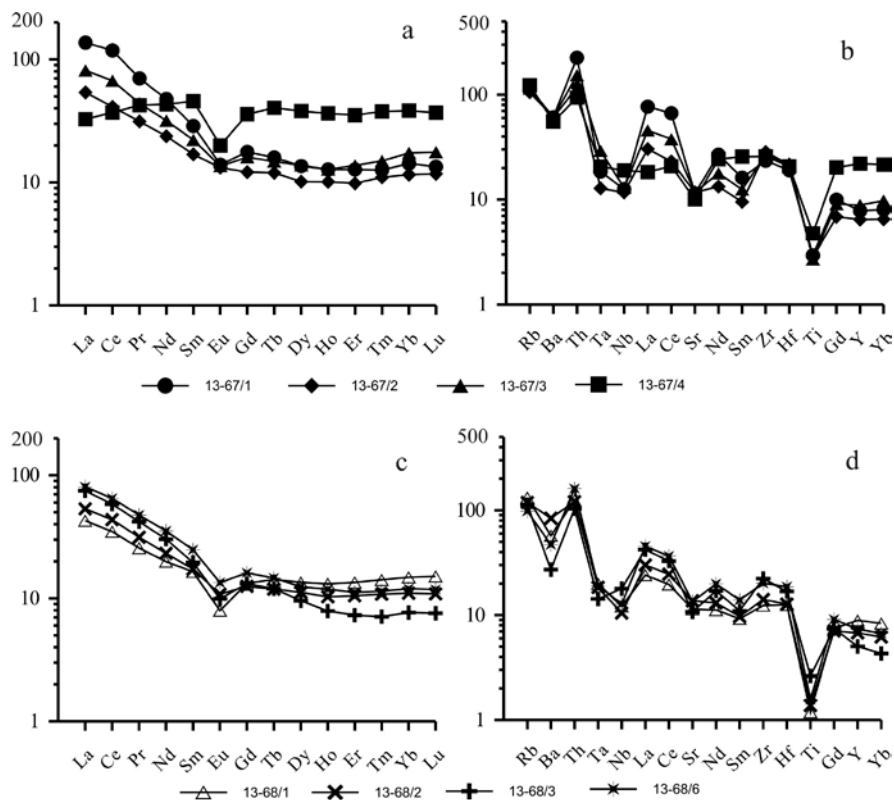 a
200
100
10
1
La Ce Pr Nd Sm Eu Gd Tb Dy Ho Er Tm Yb Lu
b
500
100
10
1
Rb Ba Th Ta Nb La Ce Sr Nd Sm Zr Hf Ti Gd Y Yb
13-67/1 13-67/2 13-67/3 13-67/4
c
200
100
10
1
La Ce Pr Nd Sm Eu Gd Tb Dy Ho Er Tm Yb Lu
d
500
100
10
1
Rb Ba Th Ta Nb La Ce Sr Nd Sm Zr Hf Ti Gd Y Yb
13-68/1 13-68/2 13-68/3 13-68/6